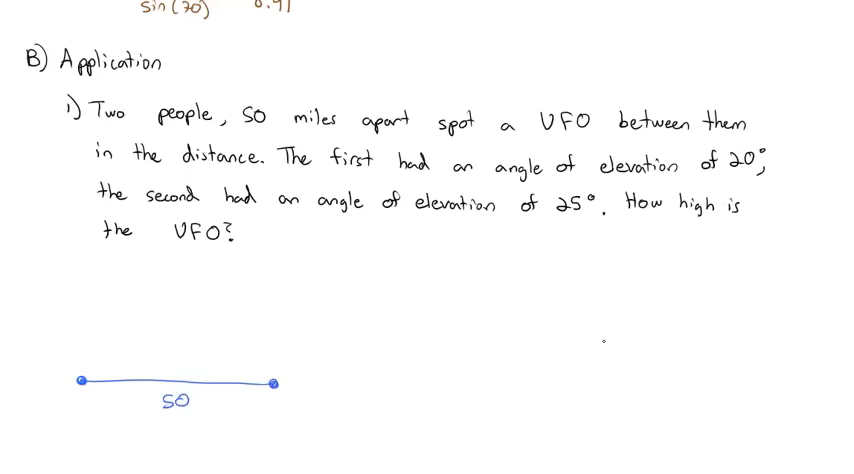 sin(70) 0.91
B) Application
i) Two people, 50 miles apart spot a UFO between them
in the distance. The first had an angle of elevation of 20°,
the second had an angle of elevation of 25°. How high is
the UFO?
50